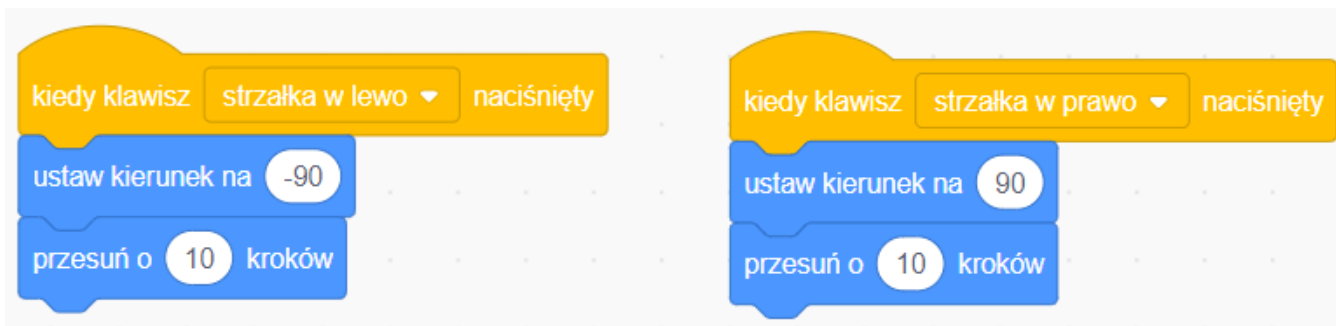 kiedy klawisz strzałka w lewo naciśnięty
ustaw kierunek na -90
przesuń o 10 kroków
kiedy klawisz strzałka w prawo naciśnięty
ustaw kierunek na 90
przesuń o 10 kroków